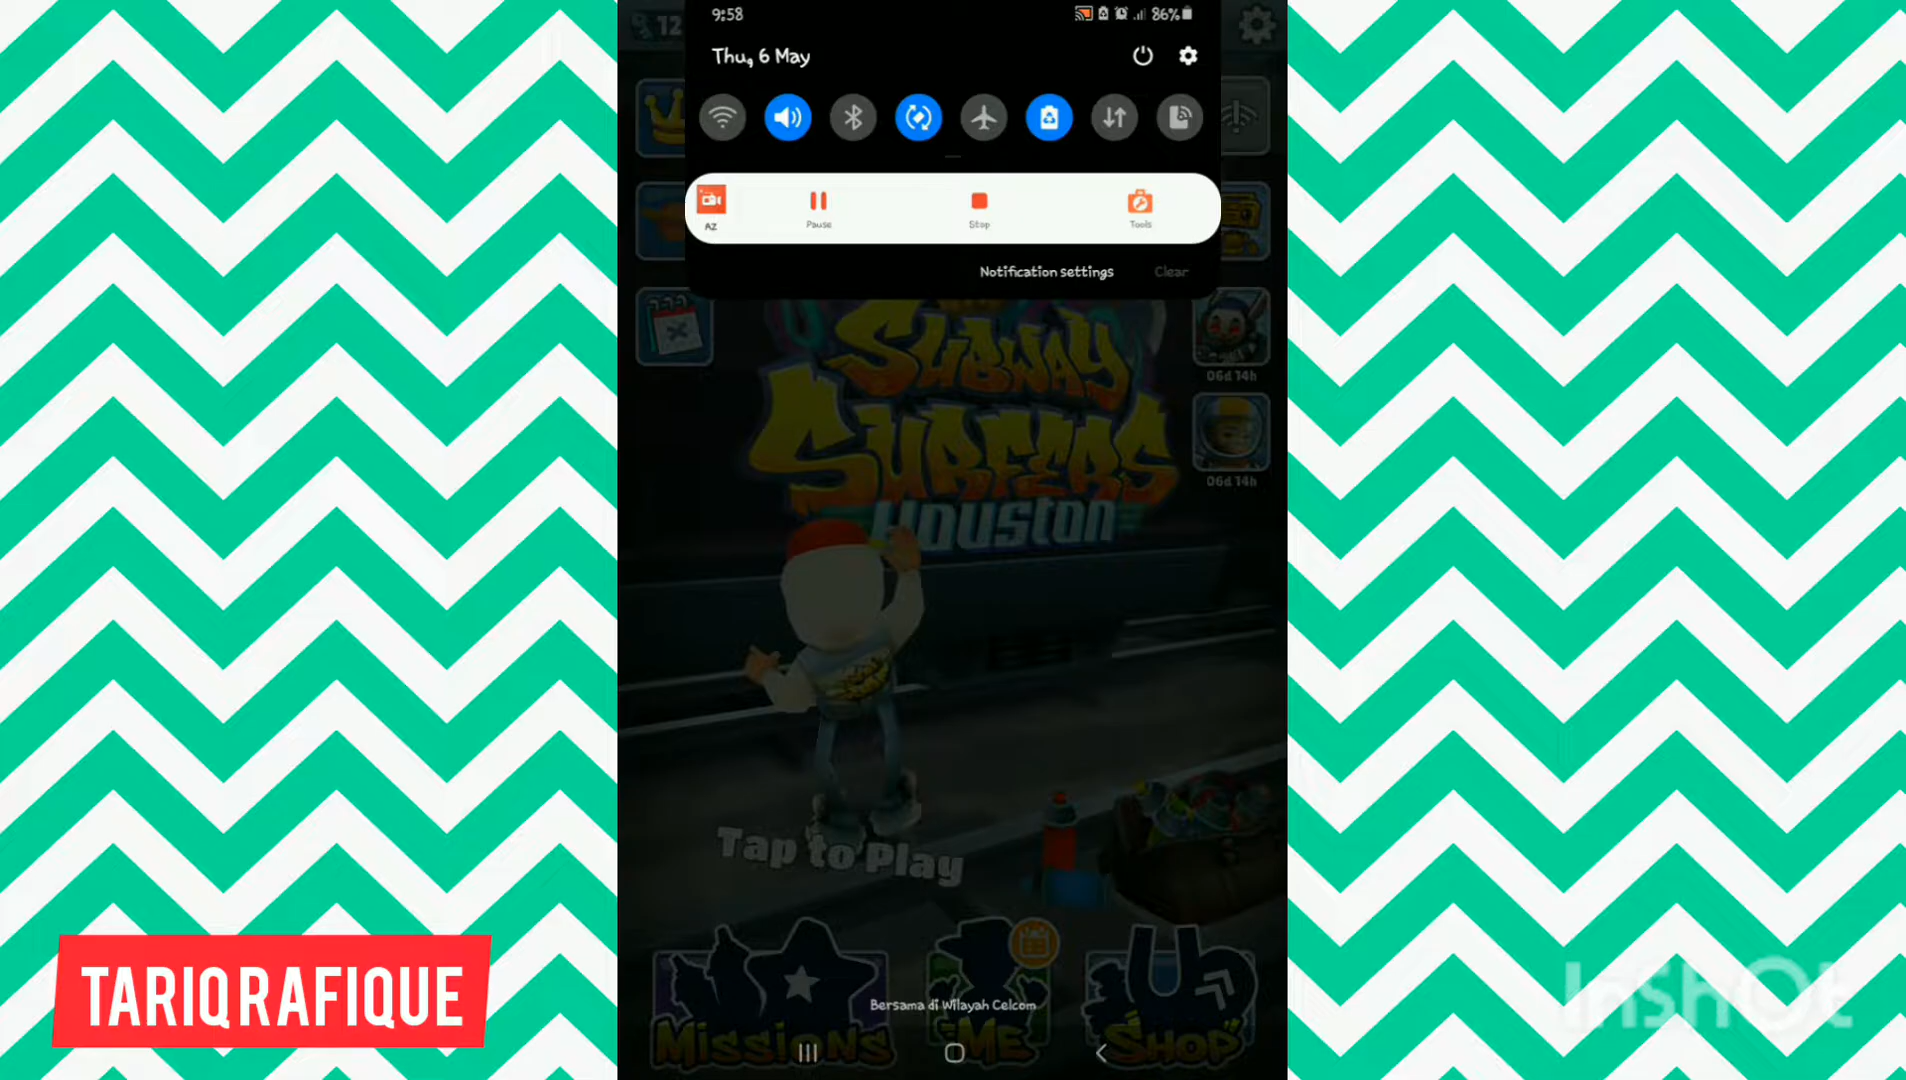 9:58
86%
12
Thu, 6 May
AZ
Pause
Stop
Tools
Notification settings
Clear
SUBWAY
SURFERS
Houston
06d 14h
06d 14h
Tap to Play
Bersama di Wilayah Celcom
Missions
ME
SHOP
TARIQ RAFIQUE
InShOt